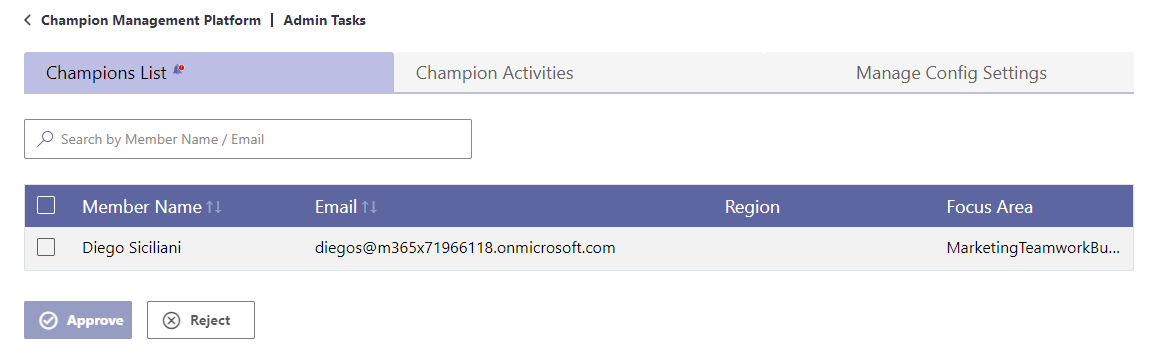 Champion Management Platform | Admin Tasks
Champions List Champion Activities Manage Config Settings
Search by Member Name / Email
Member Name Email Region Focus Area
Diego Siciliani diegos@m365x71966118.onmicrosoft.com MarketingTeamworkBu...
Approve Reject